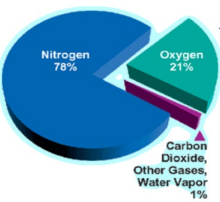 Nitrogen
78%
Oxygen
21%
Carbon
Dioxide,
Other Gases,
Water Vapor
1%